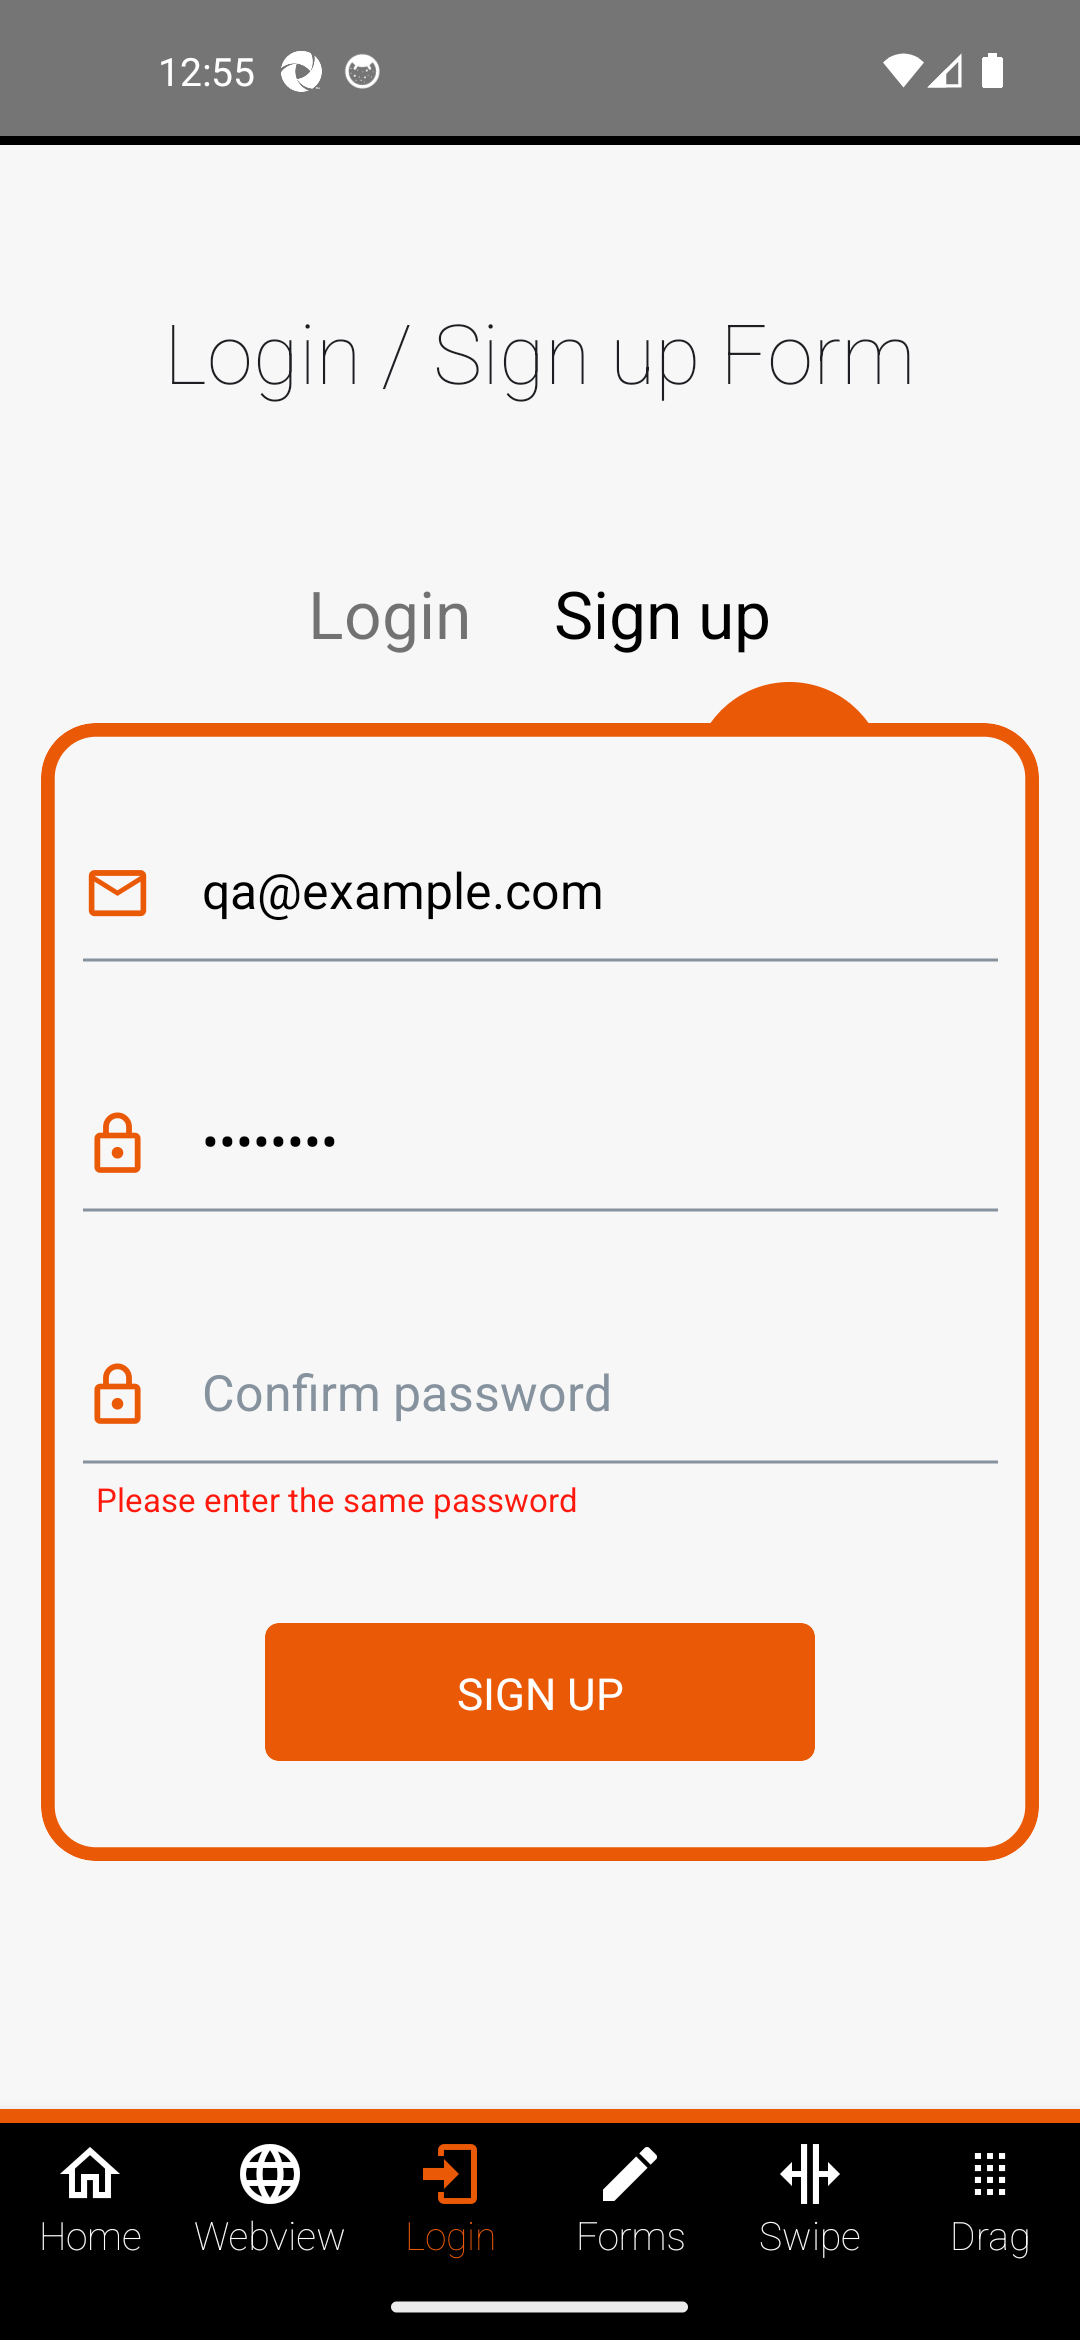 12:55
Login / Sign up Form
Login Sign up
qa@example.com
••••••••
Confirm password
Please enter the same password
SIGN UP
Home Webview Login Forms Swipe Drag